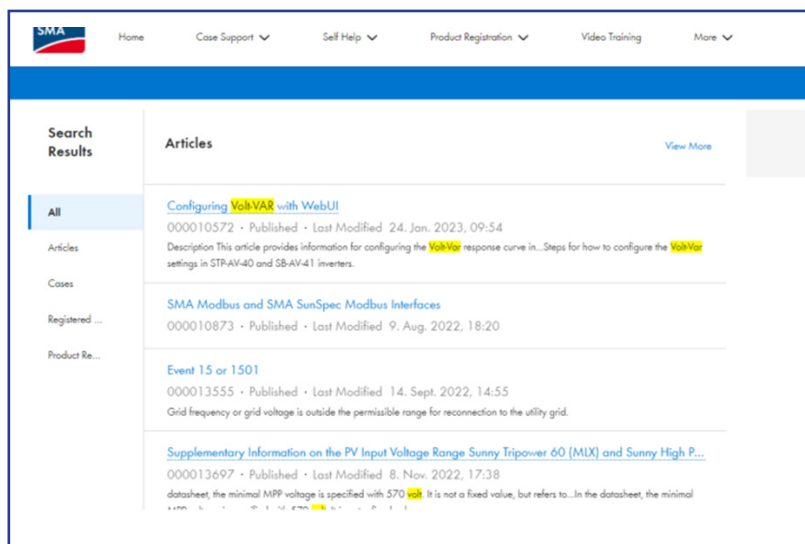 SMA
Home Case Support Self Help Product Registration Video Training More
Search
Results
Articles
View More
All
Articles
Cases
Registered ...
Product Re...
Configuring Volt-VAR with WebUI
000010572 · Published · Last Modified 24. Jan. 2023, 09:54
Description This article provides information for configuring the Volt-Var response curve in...Steps for how to configure the Volt-Var
settings in STP-AV-40 and SB-AV-41 inverters.
SMA Modbus and SMA SunSpec Modbus Interfaces
000010873 · Published · Last Modified 9. Aug. 2022, 18:20
Event 15 or 1501
000013555 · Published · Last Modified 14. Sept. 2022, 14:55
Grid frequency or grid voltage is outside the permissible range for reconnection to the utility grid.
Supplementary Information on the PV Input Voltage Range Sunny Tripower 60 (MLX) and Sunny High P...
000013697 · Published · Last Modified 8. Nov. 2022, 17:38
datasheet, the minimal MPP voltage is specified with 570 volt. It is not a fixed value, but refers to...In the datasheet, the minimal